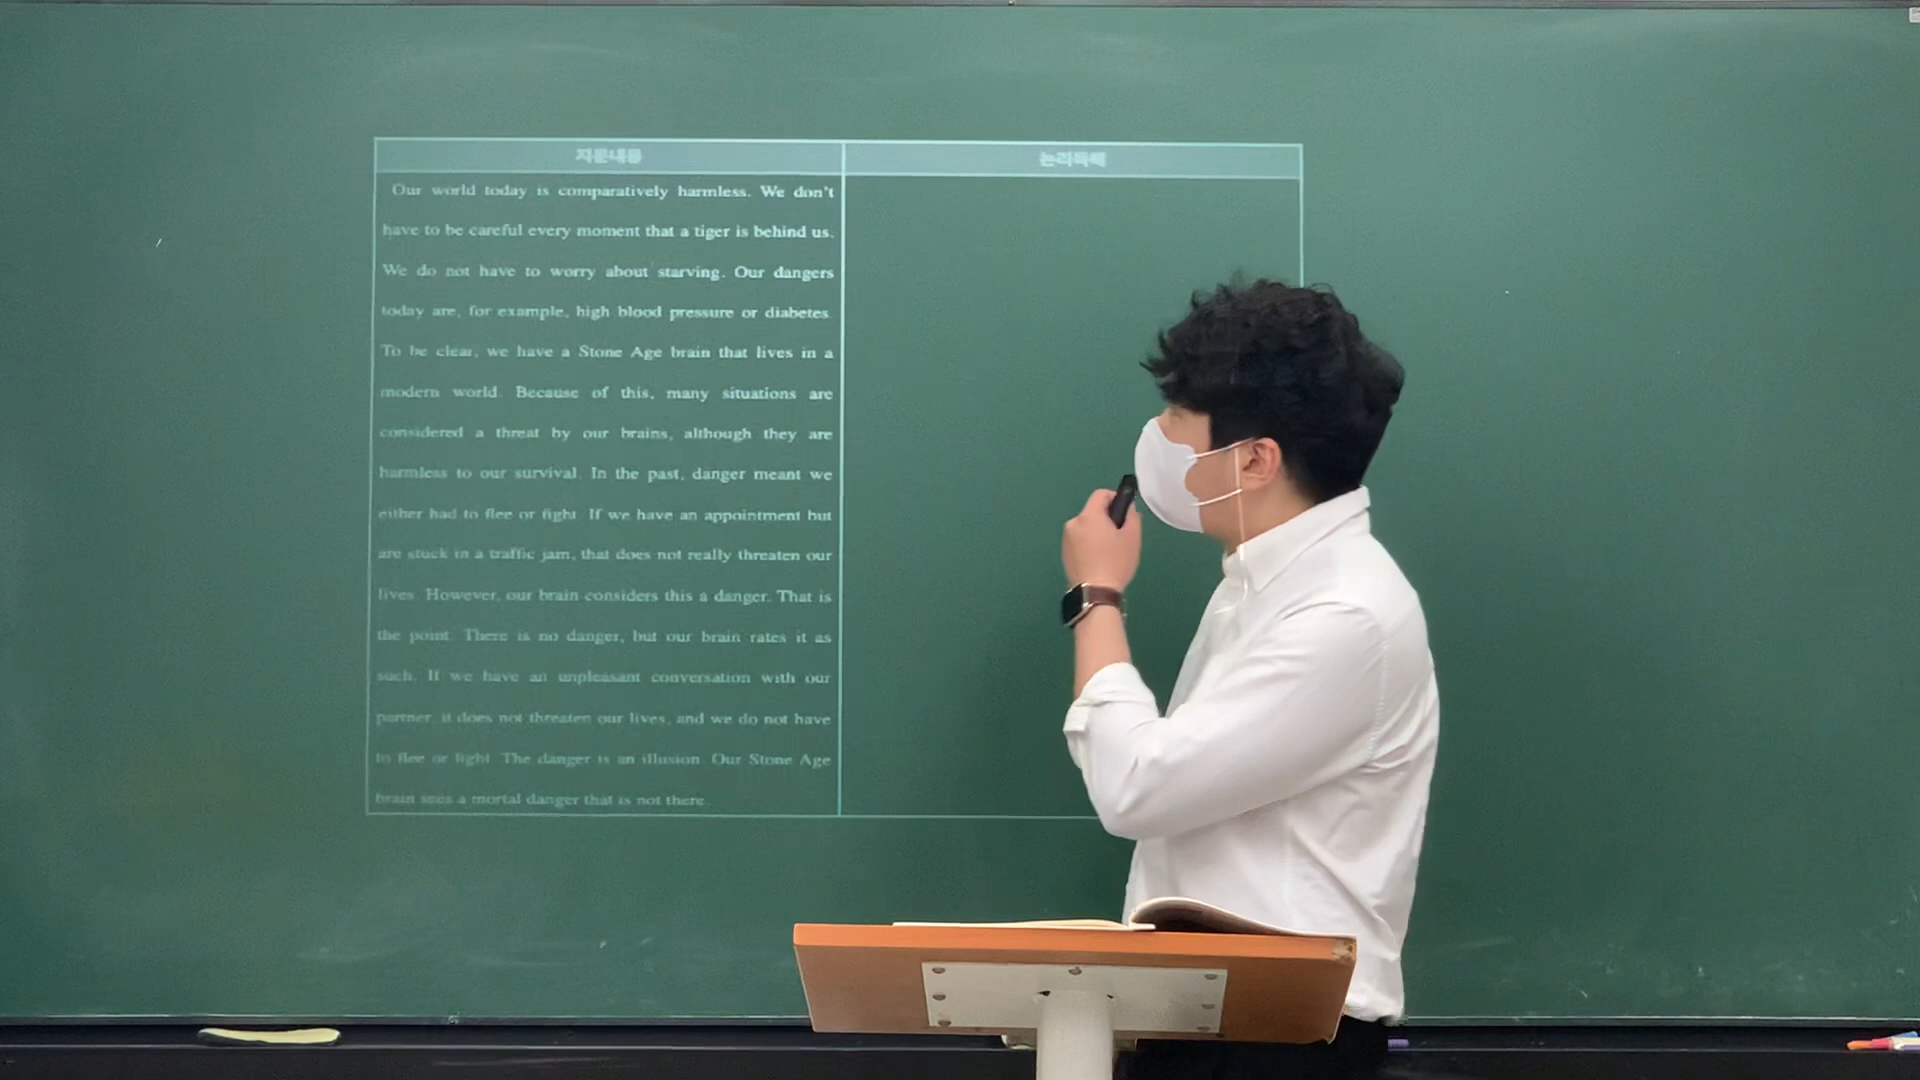 지문내용
논리독해
Our world today is comparatively harmless. We don't
have to be careful every moment that a tiger is behind us.
We do not have to worry about starving. Our dangers
today are, for example, high blood pressure or diabetes.
To be clear, we have a Stone Age brain that lives in a
modern world. Because of this, many situations are
considered a threat by our brains, although they are
harmless to our survival. In the past, danger meant we
either had to flee or fight. If we have an appointment but
are stuck in a traffic jam, that does not really threaten our
lives. However, our brain considers this a danger. That is
the point. There is no danger, but our brain rates it as
such. If we have an unpleasant conversation with our
partner, it does not threaten our lives, and we do not have
to flee or fight. The danger is an illusion. Our Stone Age
brain sees a mortal danger that is not there.